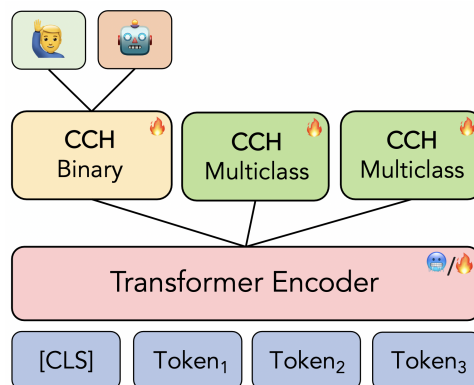 CCH
Binary
CCH
Multiclass
CCH
Multiclass
Transformer Encoder
/
[CLS]
Token₁
Token₂
Token₃